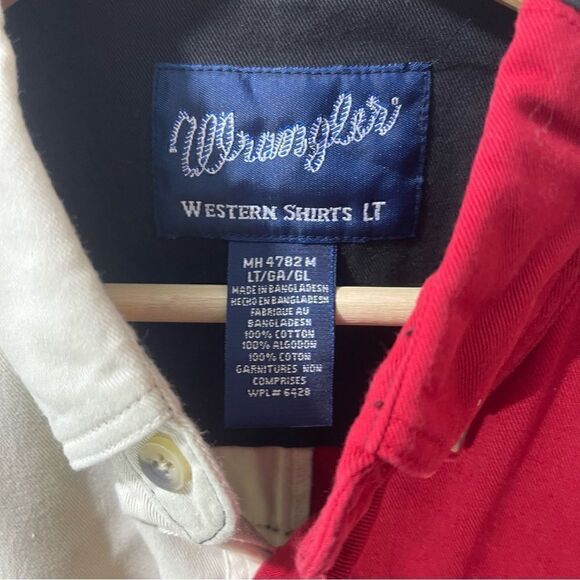 Wrangler®
WESTERN SHIRTS LT
MH 4782 M
LT/GA/GL
MADE IN BANGLADESH
HECHO EN BANGLADESH
FABRIQUE AU
BANGLADESH
100% COTTON
100% ALGODON
100% COTON
GARNITURES NON
COMPRISES
WPL# 6428